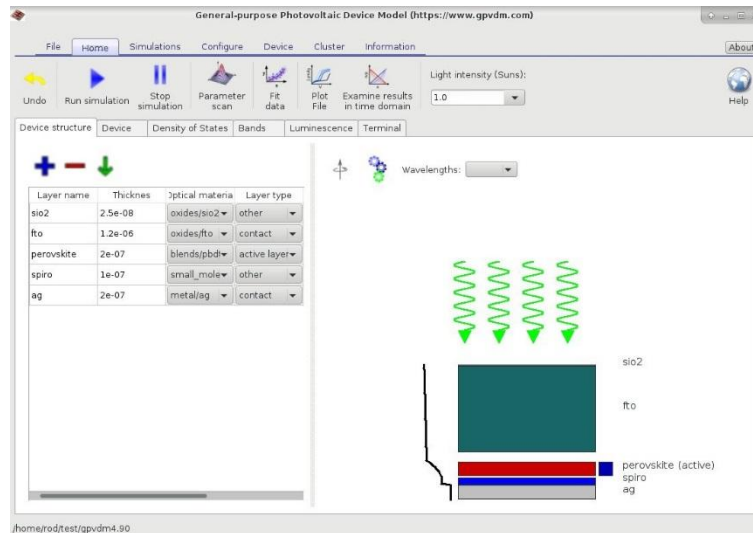 General-purpose Photovoltaic Device Model (https://www.gpvdm.com)
File Home Simulations Configure Device Cluster Information About
Undo Run simulation Stop simulation Parameter scan Fit data Plot File Examine results in time domain Light intensity (Suns): 1.0 Help
Device structure Device Density of States Bands Luminescence Terminal
Wavelengths:
Layer name Thicknes Optical materia Layer type
sio2 2.5e-08 oxides/sio2 other
fto 1.2e-06 oxides/fto contact
perovskite 2e-07 blends/pbdt active layer
spiro 1e-07 small_mole other
ag 2e-07 metal/ag contact
sio2
fto
perovskite (active)
spiro
ag
/home/rod/test/gpvdm4.90